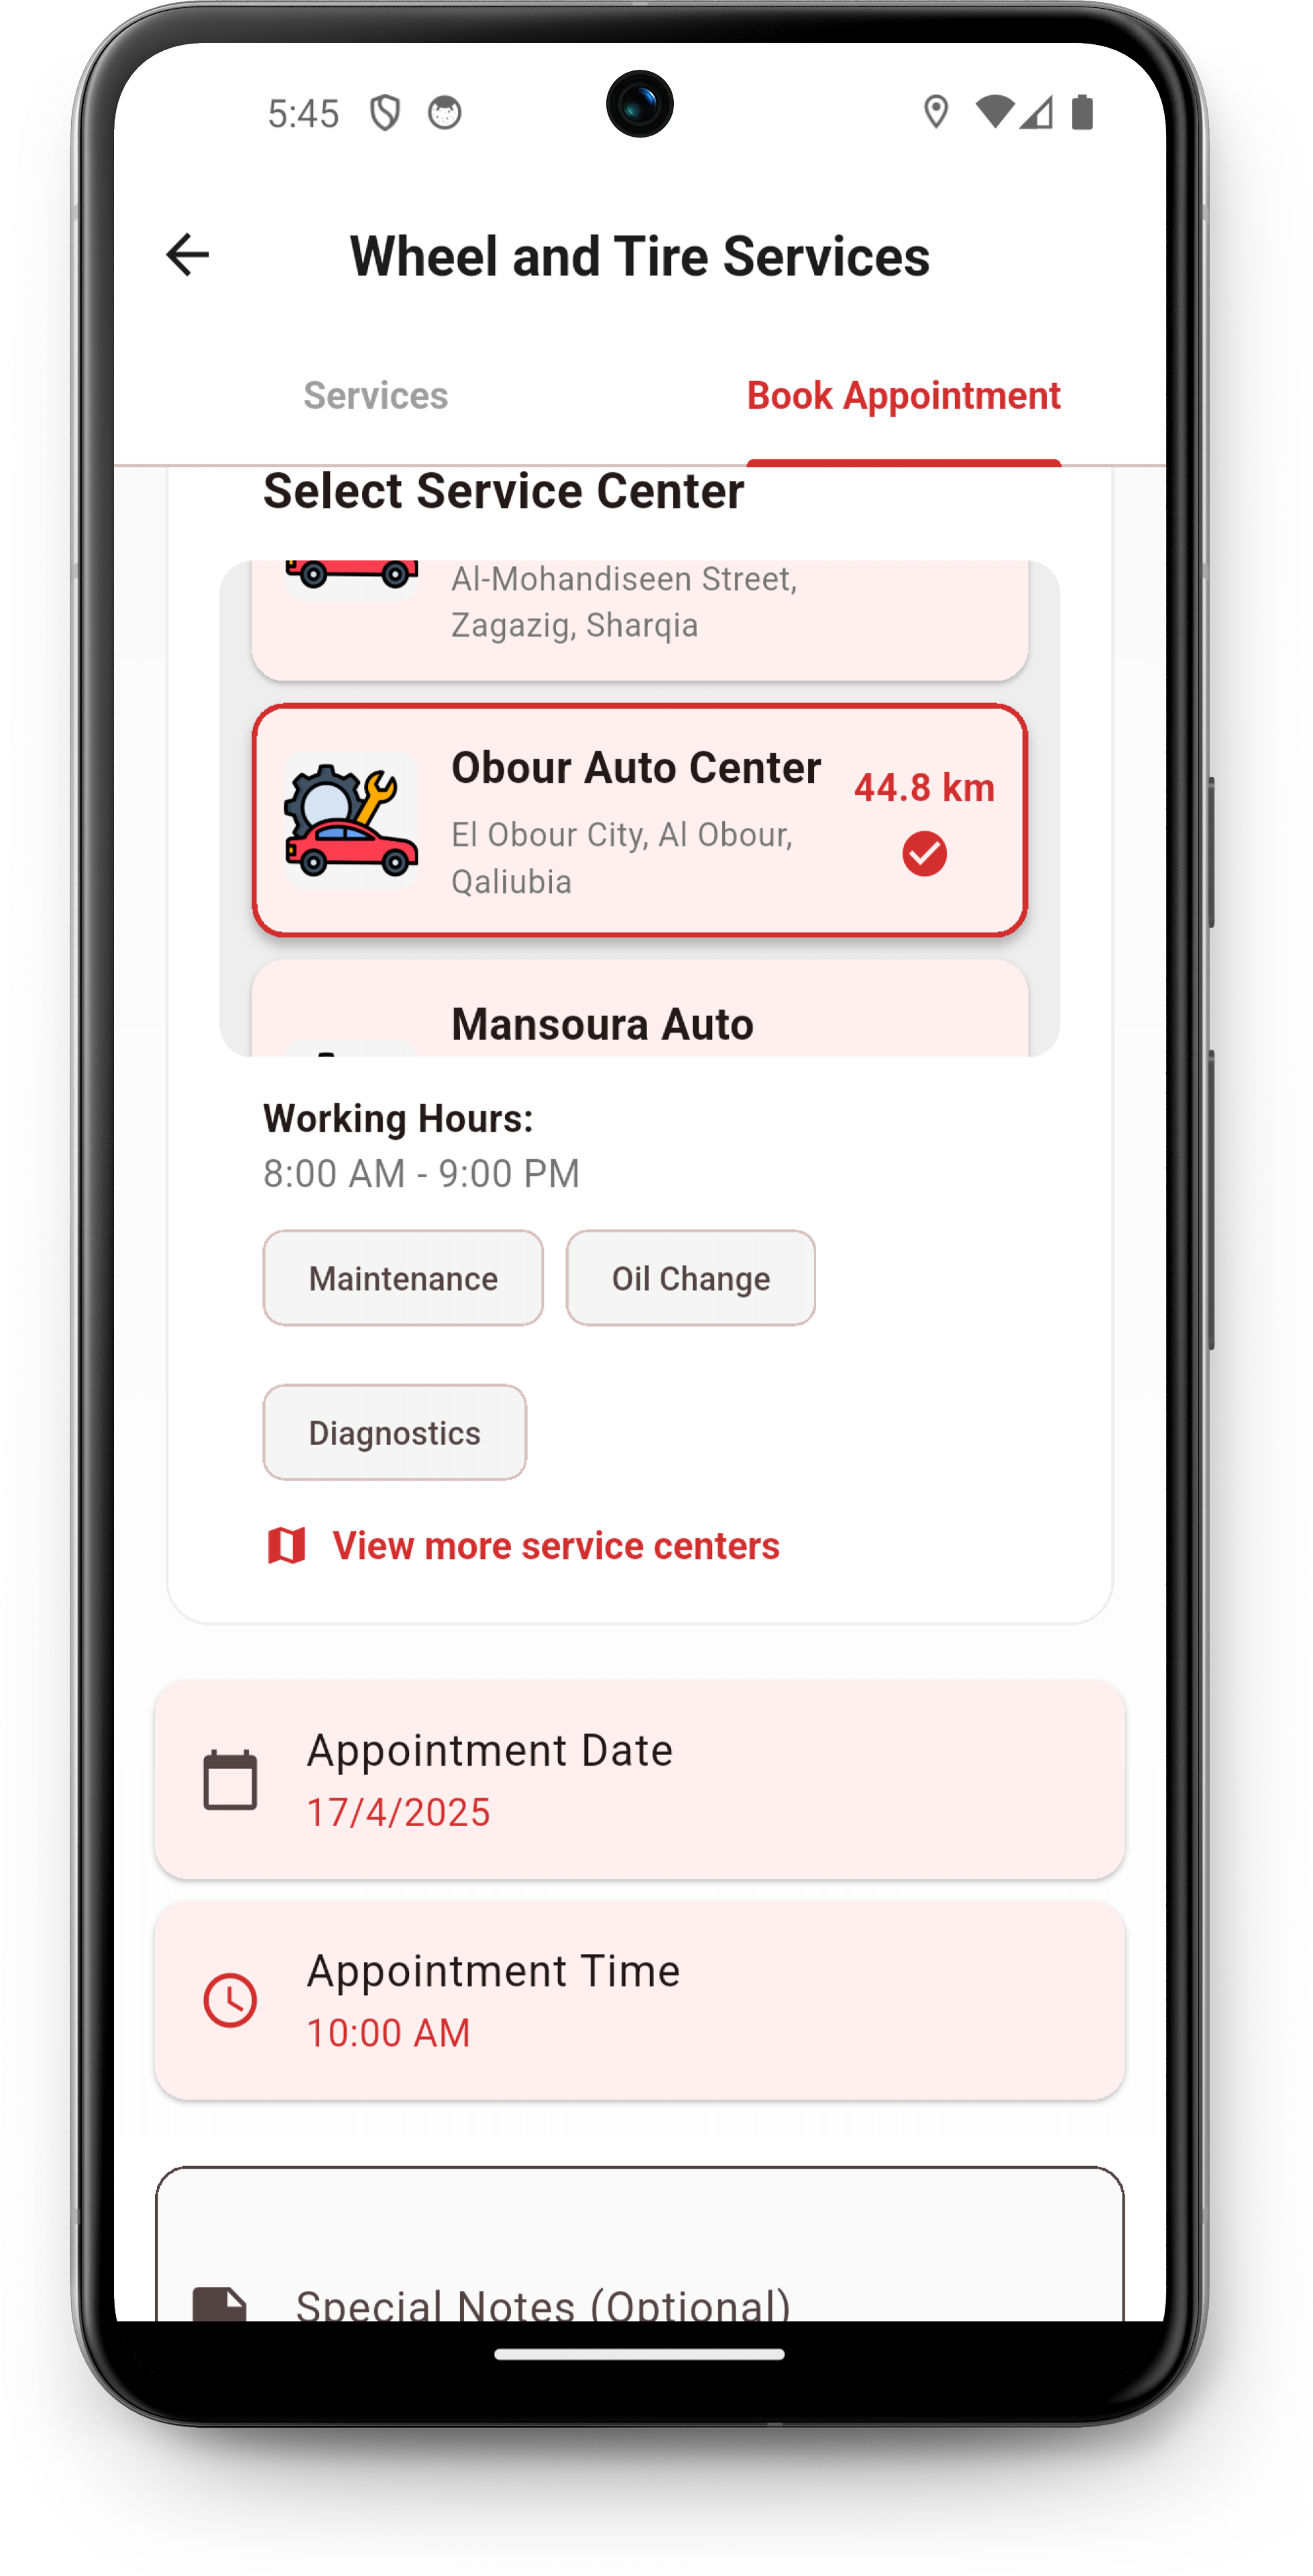 5:45
Wheel and Tire Services
Services
Book Appointment
Select Service Center
Al-Mohandiseen Street,
Zagazig, Sharqia
Obour Auto Center
44.8 km
El Obour City, Al Obour,
Qaliubia
Mansoura Auto
Working Hours:
8:00 AM - 9:00 PM
Maintenance
Oil Change
Diagnostics
View more service centers
Appointment Date
17/4/2025
Appointment Time
10:00 AM
Special Notes (Optional)